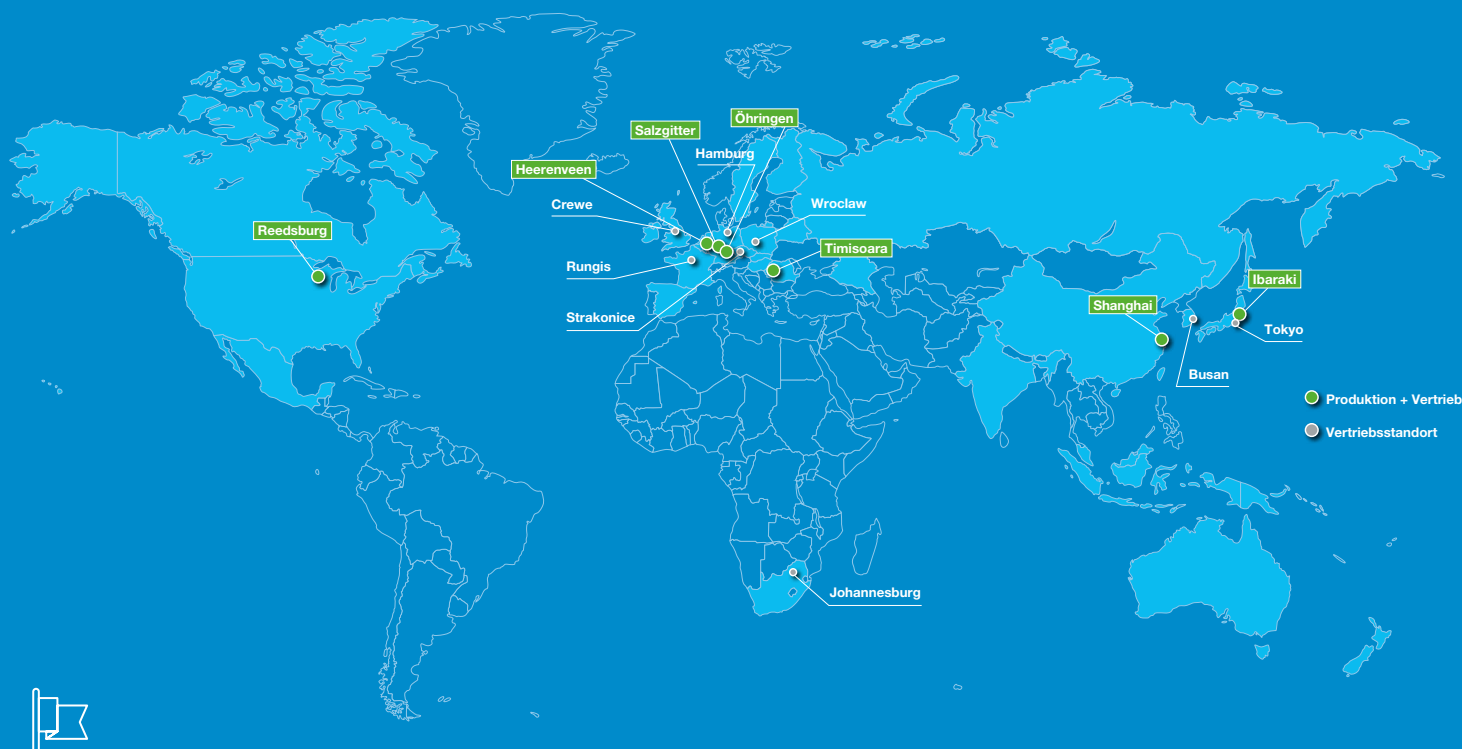 Öhringen
Salzgitter
Hamburg
Heerenveen
Crewe
Wroclaw
Reedsburg
Timisoara
Rungis
Ibaraki
Shanghai
Strakonice
Tokyo
Busan
Produktion + Vertrieb
Vertriebsstandort
Johannesburg